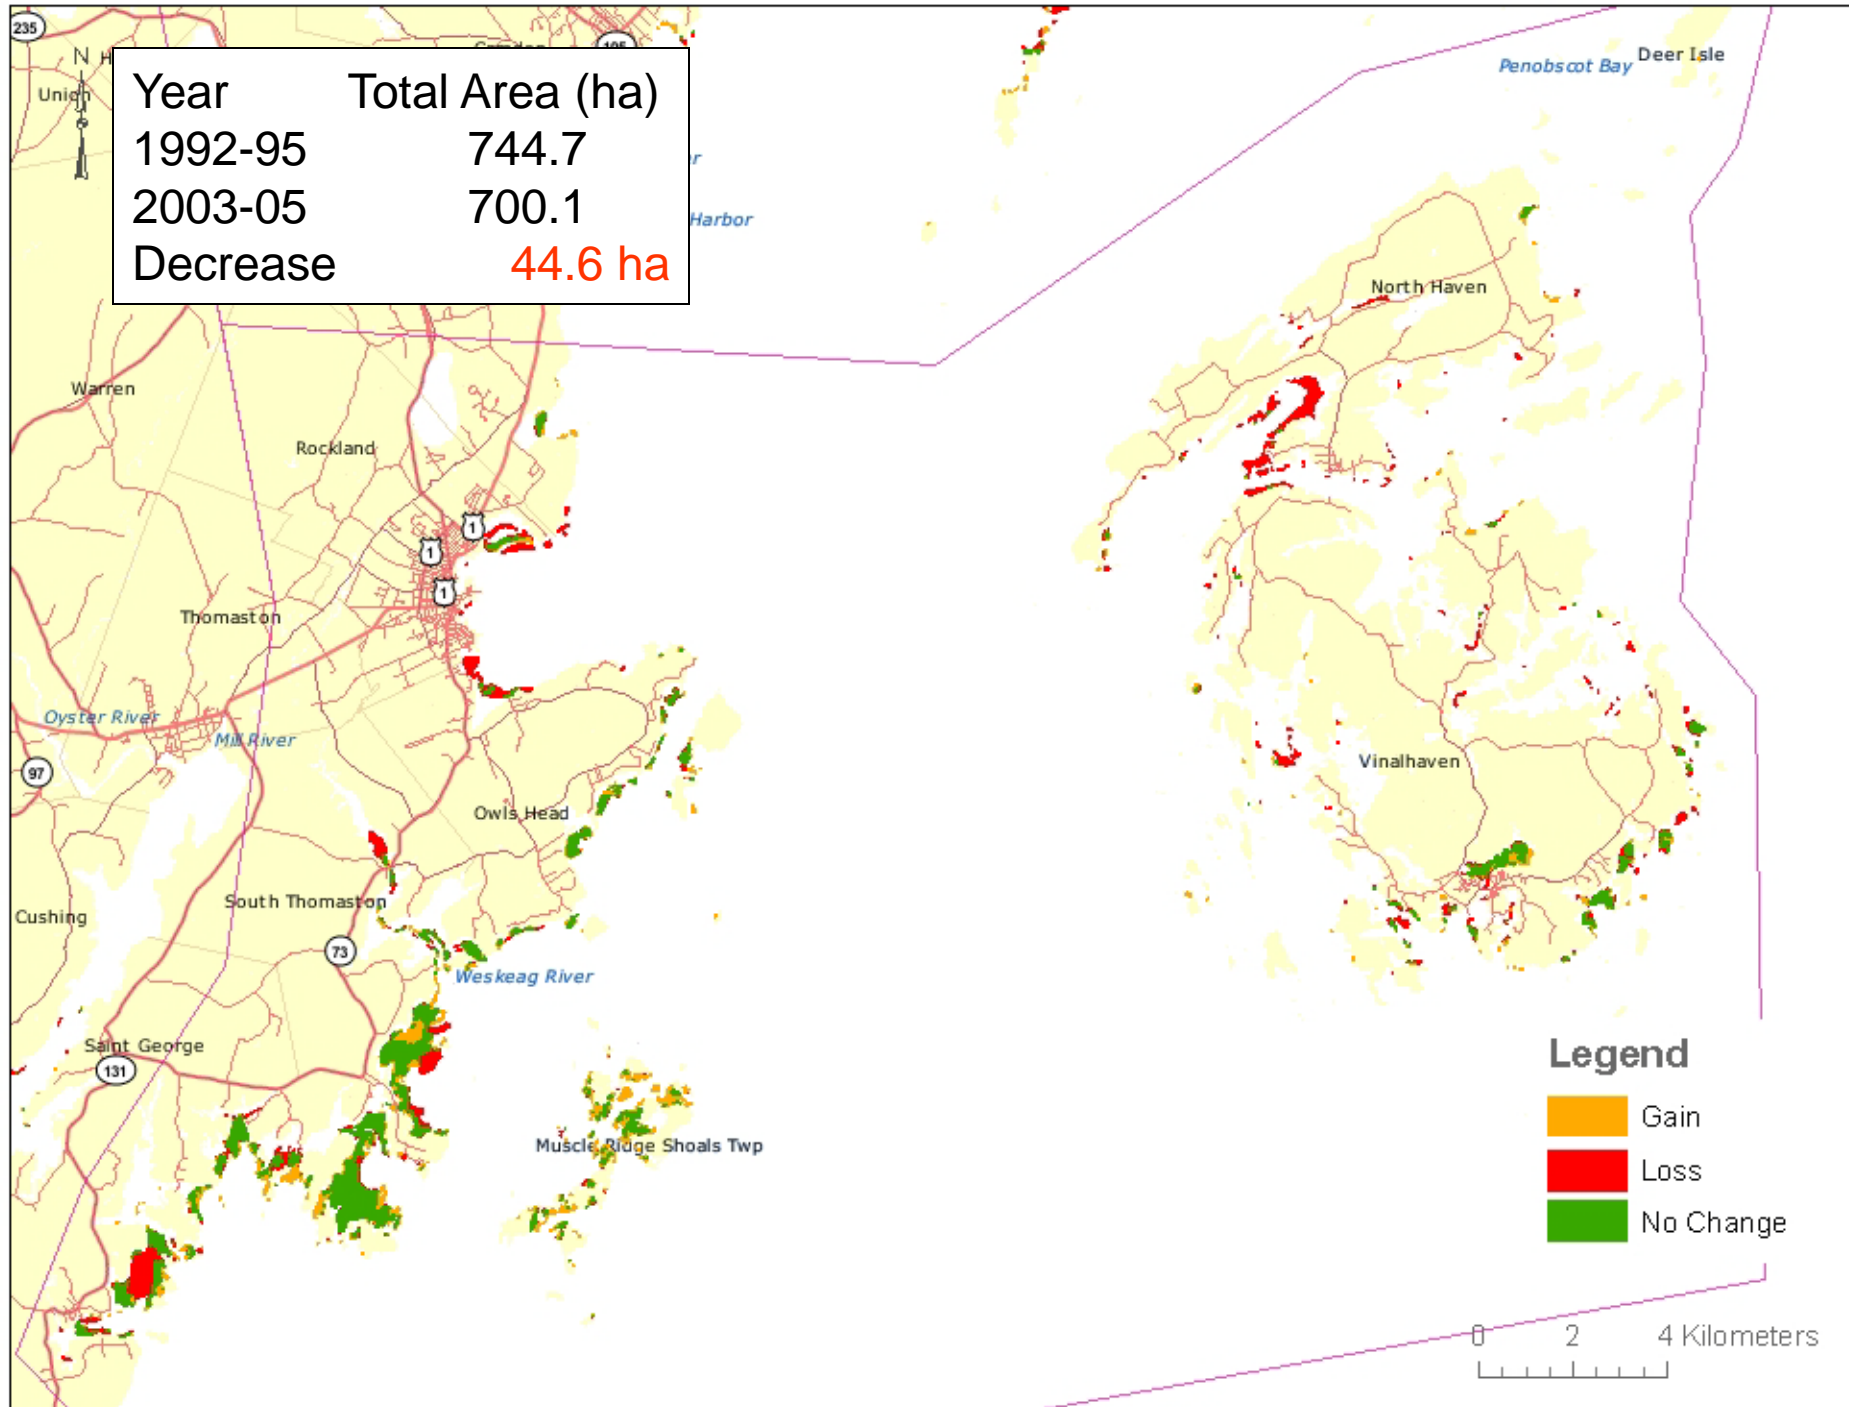 235
N
Union
Camden
105
Year Total Area (ha)
1992-95 744.7
2003-05 700.1
Decrease 44.6 ha
Harbor
Penobscot Bay
Deer Isle
North Haven
Warren
Rockland
1
1
1
Thomaston
Oyster River
Mill River
97
Vinalhaven
Owls Head
South Thomaston
Cushing
73
Weskeag River
Saint George
131
Muscle Ridge Shoals Twp
Legend
Gain
Loss
No Change
0 2 4 Kilometers